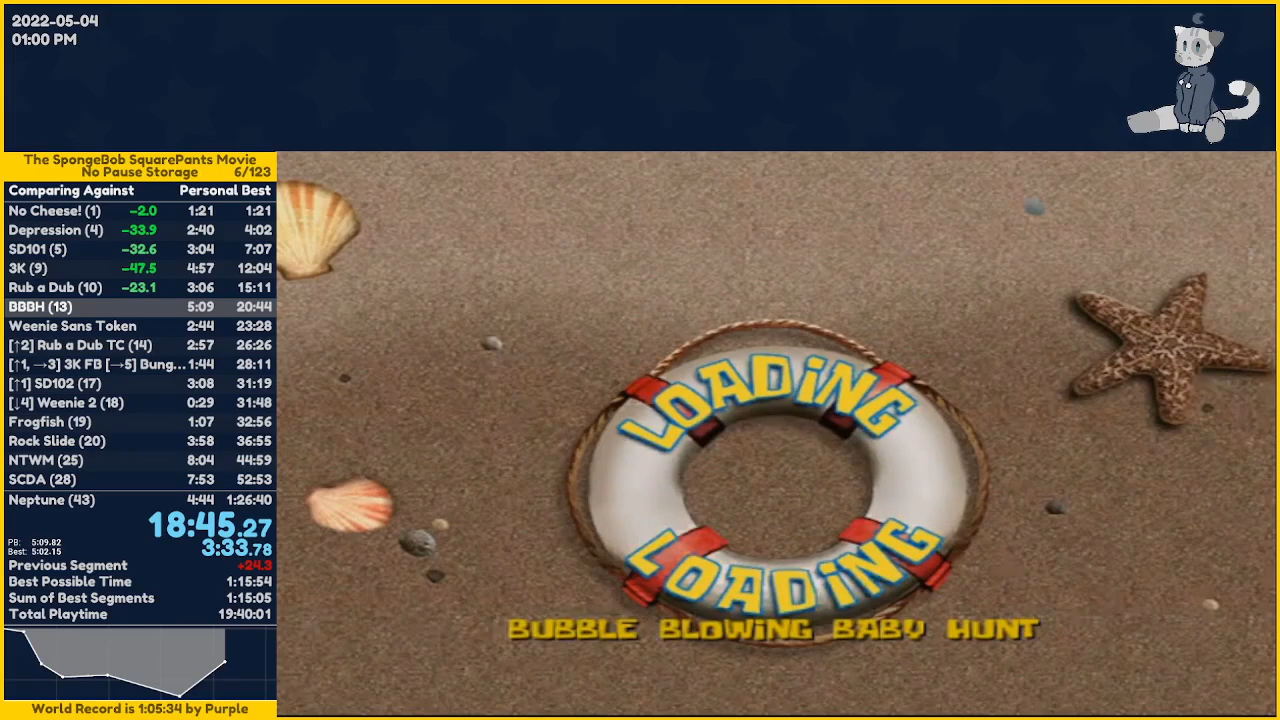 2022-05-04
01:00 PM
The SpongeBob SquarePants Movie
No Pause Storage 6/123
Comparing Against Personal Best
No Cheese! (1) -2.0 1:21 1:21
Depression (4) -33.9 2:40 4:02
SD101 (5) -32.6 3:04 7:07
3K (9) -47.5 4:57 12:04
Rub a Dub (10) -23.1 3:06 15:11
BBBH (13) 5:09 20:44
Weenie Sans Token 2:44 23:28
[↑2] Rub a Dub TC (14) 2:57 26:26
[↑1, →3] 3K FB [→5] Bung... 1:44 28:11
[↑1] SD102 (17) 3:08 31:19
[↓4] Weenie 2 (18) 0:29 31:48
Frogfish (19) 1:07 32:56
Rock Slide (20) 3:58 36:55
NTWM (25) 8:04 44:59
SCDA (28) 7:53 52:53
Neptune (43) 4:44 1:26:40
18:45.27
PB: 5:09.82
Best: 5:02.15
3:33.78
Previous Segment +24.3
Best Possible Time 1:15:54
Sum of Best Segments 1:15:05
Total Playtime 19:40:01
World Record is 1:05:34 by Purple
LOADiNG
LOADiNG
BUBBLE BLOWiNG BABY HUNT